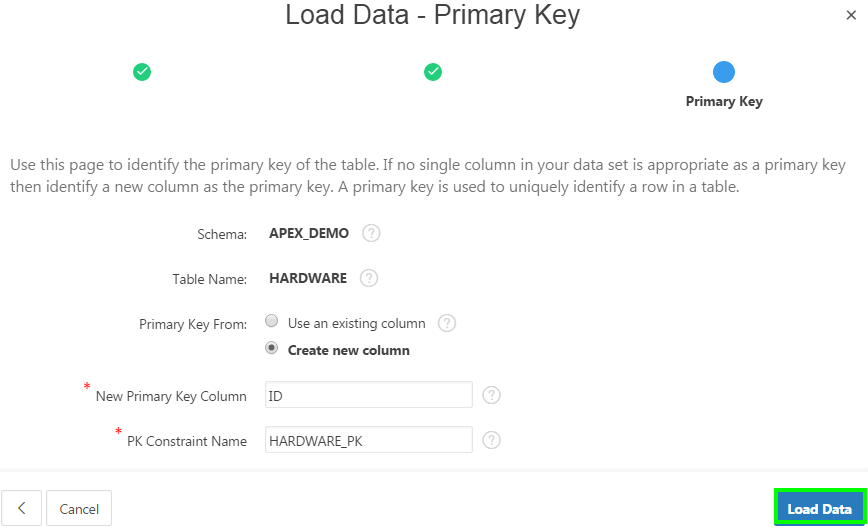 Load Data - Primary Key
×
Primary Key
Use this page to identify the primary key of the table. If no single column in your data set is appropriate as a primary key
then identify a new column as the primary key. A primary key is used to uniquely identify a row in a table.
Schema: APEX_DEMO ?
Table Name: HARDWARE ?
Primary Key From: Use an existing column ?
Create new column
* New Primary Key Column ID ?
* PK Constraint Name HARDWARE_PK ?
< Cancel Load Data